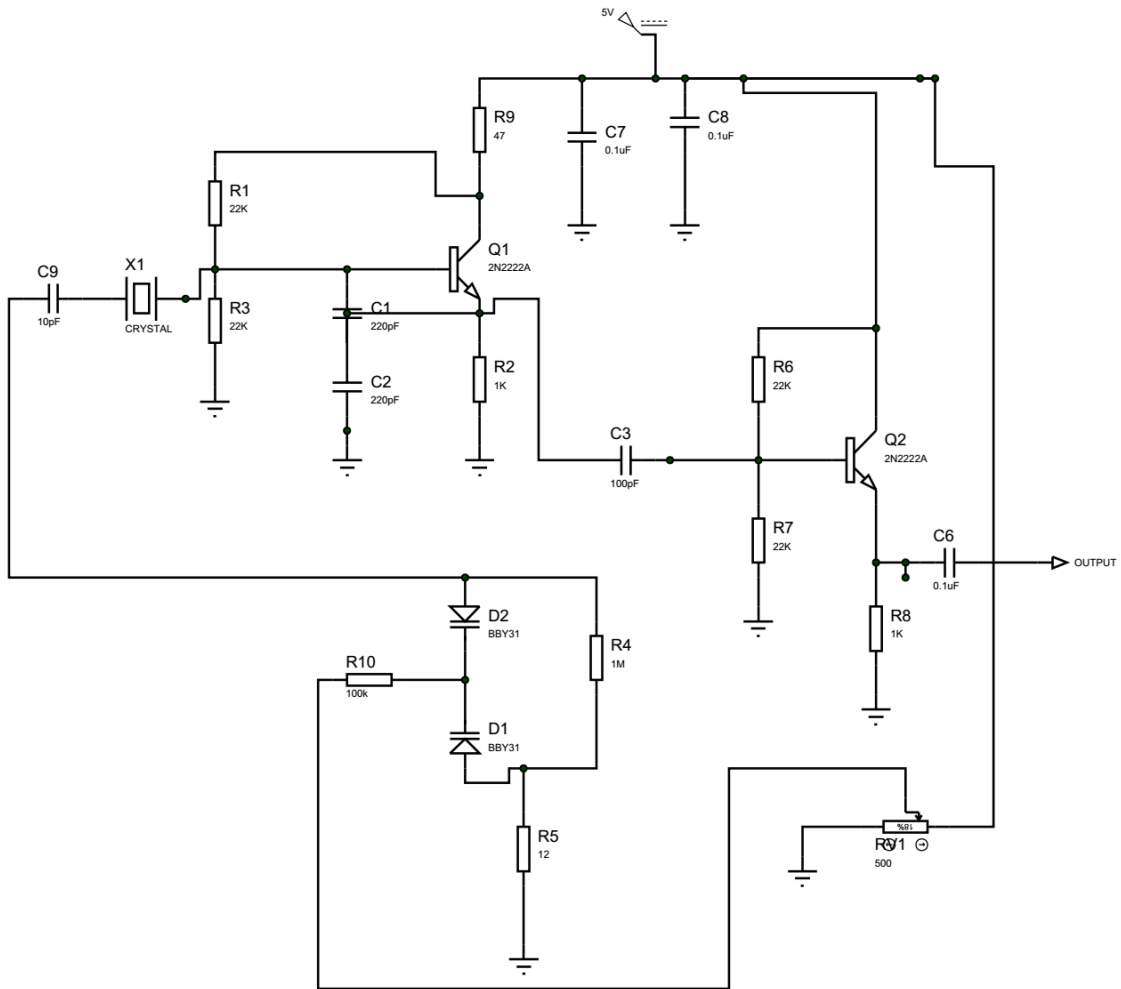 5V
R9
47
C7
0.1uF
C8
0.1uF
R1
22K
Q1
2N2222A
C9
10pF
X1
CRYSTAL
R3
22K
C1
220pF
R2
1K
C2
220pF
R6
22K
C3
100pF
Q2
2N2222A
R7
22K
C6
0.1uF
OUTPUT
D2
BBY31
R4
1M
R8
1K
R10
100k
D1
BBY31
R5
12
18%
RV1
500